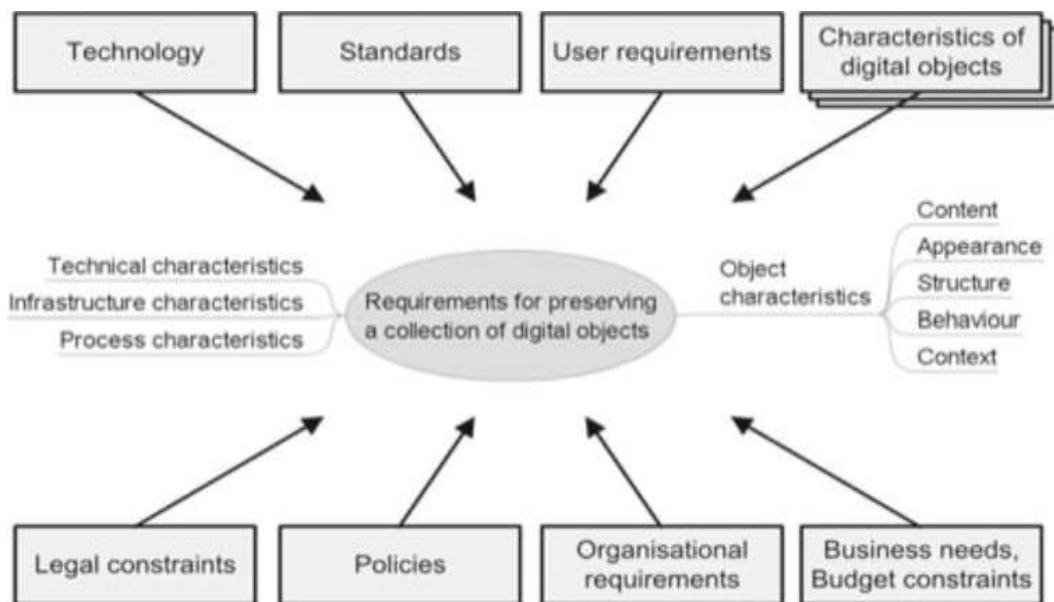 Technology
Standards
User requirements
Characteristics of
digital objects
Technical characteristics
Infrastructure characteristics
Process characteristics
Requirements for preserving
a collection of digital objects
Object
characteristics
Content
Appearance
Structure
Behaviour
Context
Legal constraints
Policies
Organisational
requirements
Business needs,
Budget constraints